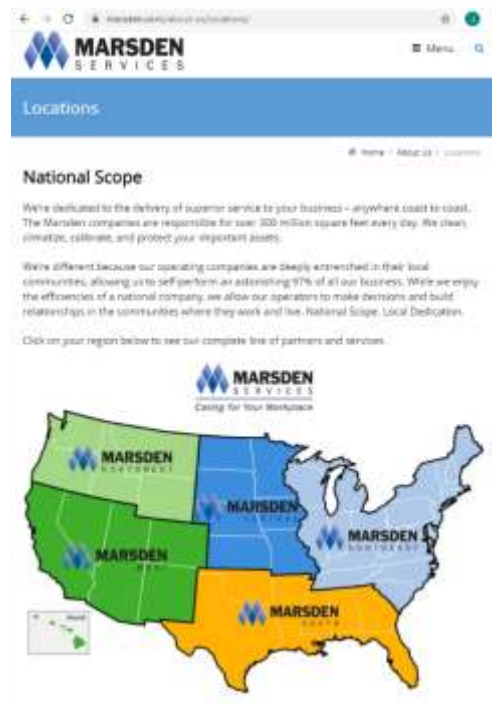 marsden.com/about-us/locations/
MARSDEN
SERVICES
Menu
Locations
Home / About Us / Locations
National Scope
We're dedicated to the delivery of superior service to your business – anywhere coast to coast.
The Marsden companies are responsible for over 300 million square feet every day. We clean,
climatize, calibrate, and protect your important assets.
We're different because our operating companies are deeply entrenched in their local
communities, allowing us to self-perform an astonishing 97% of all our business. While we enjoy
the efficiencies of a national company, we allow our operators to make decisions and build
relationships in the communities where they work and live. National Scope. Local Dedication.
Click on your region below to see our complete line of partners and services.
MARSDEN
SERVICES
Caring for Your Workplace
MARSDEN
NORTHWEST
MARSDEN
CENTRAL
MARSDEN
NORTHEAST
MARSDEN
WEST
MARSDEN
SOUTH
Hawaii